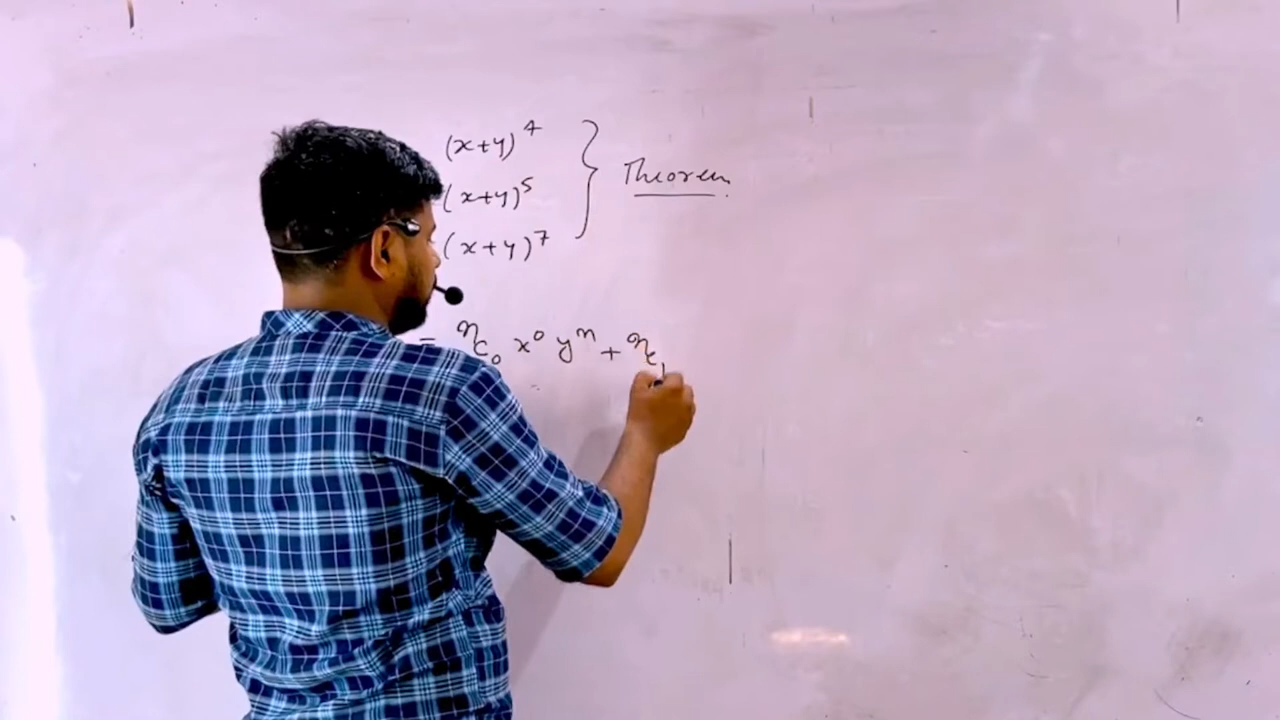 (x+y)⁴
(x+y)⁵ } Theorem
(x+y)⁷
= ⁿC₀ x⁰ yⁿ + ⁿC₁